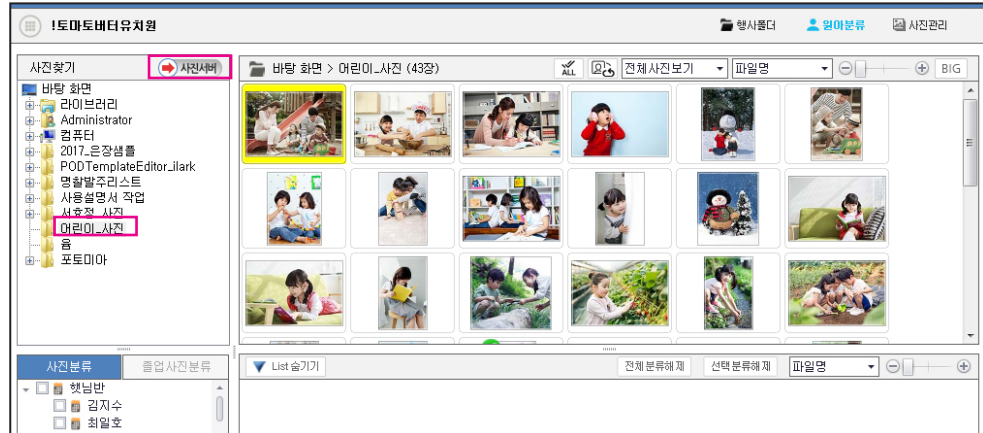 !토마토버터유치원
행사폴더
원아분류
사진관리
사진찾기
사진서버
바탕 화면
라이브러리
Administrator
컴퓨터
2017_은장샘플
PODTemplateEditor_ilark
명찰발주리스트
사용설명서 작업
서호정_사진
어린이_사진
윰
포토미아
바탕 화면 > 어린이_사진 (43장)
ALL
전체사진보기
파일명
BIG
사진분류
졸업사진분류
햇님반
김지수
최일호
List 숨기기
전체분류해제
선택분류해제
파일명